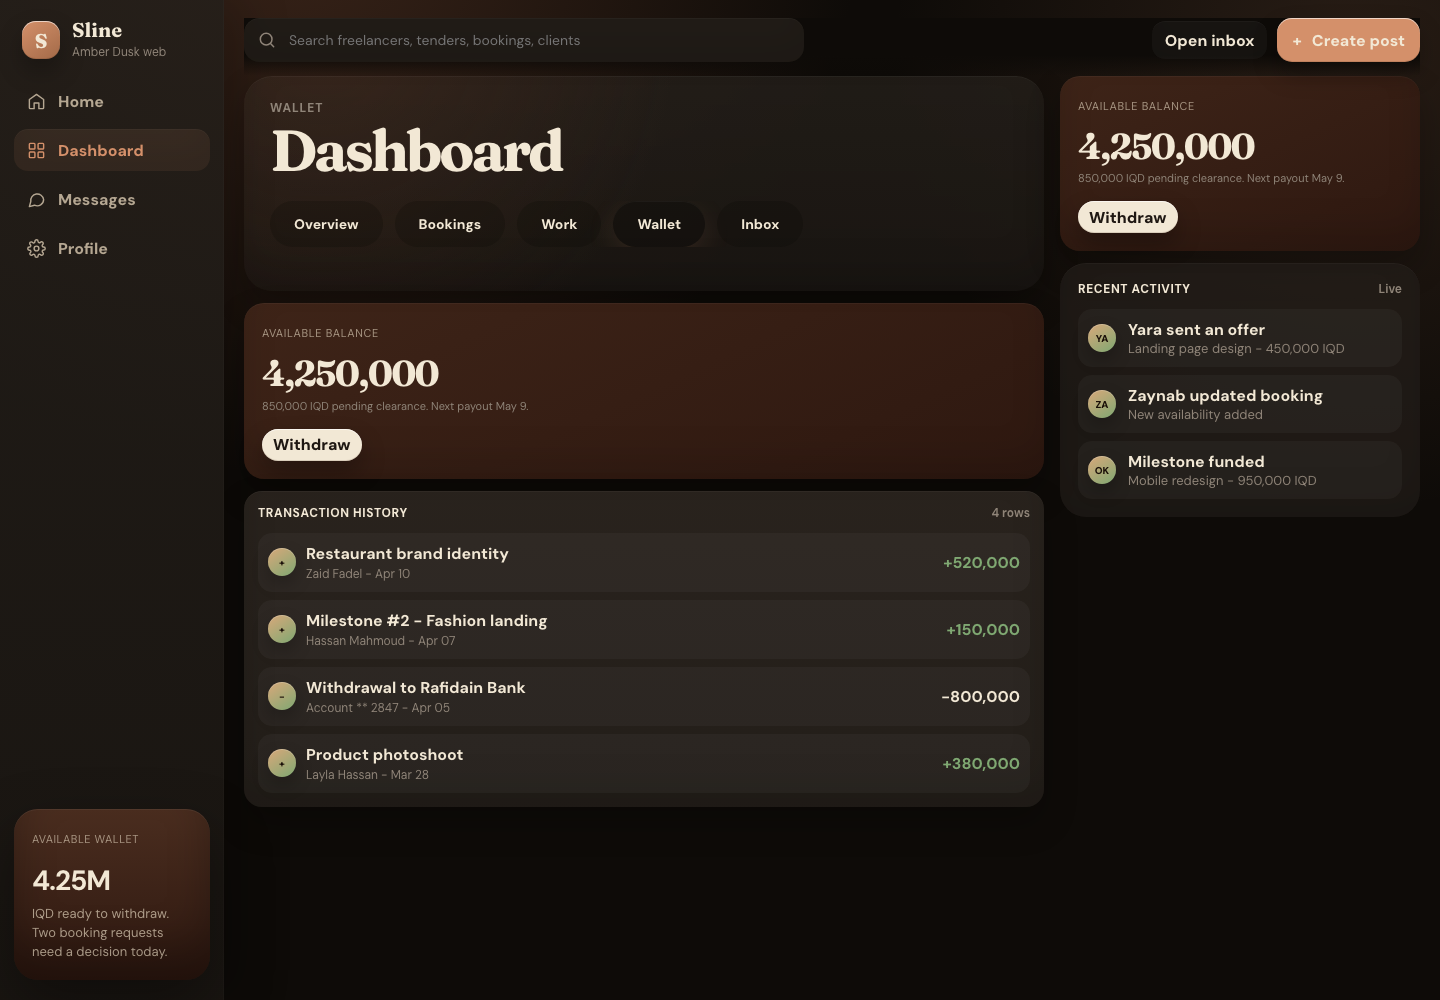 S
Sline
Amber Dusk web
Home
Dashboard
Messages
Profile
AVAILABLE WALLET
4.25M
IQD ready to withdraw.
Two booking requests
need a decision today.
Search freelancers, tenders, bookings, clients
Open inbox
+ Create post
WALLET
Dashboard
Overview Bookings Work Wallet Inbox
AVAILABLE BALANCE
4,250,000
850,000 IQD pending clearance. Next payout May 9.
Withdraw
TRANSACTION HISTORY
4 rows
+
Restaurant brand identity
Zaid Fadel - Apr 10
+520,000
+
Milestone #2 - Fashion landing
Hassan Mahmoud - Apr 07
+150,000
-
Withdrawal to Rafidain Bank
Account ** 2847 - Apr 05
-800,000
+
Product photoshoot
Layla Hassan - Mar 28
+380,000
AVAILABLE BALANCE
4,250,000
850,000 IQD pending clearance. Next payout May 9.
Withdraw
RECENT ACTIVITY
Live
YA
Yara sent an offer
Landing page design - 450,000 IQD
ZA
Zaynab updated booking
New availability added
OK
Milestone funded
Mobile redesign - 950,000 IQD